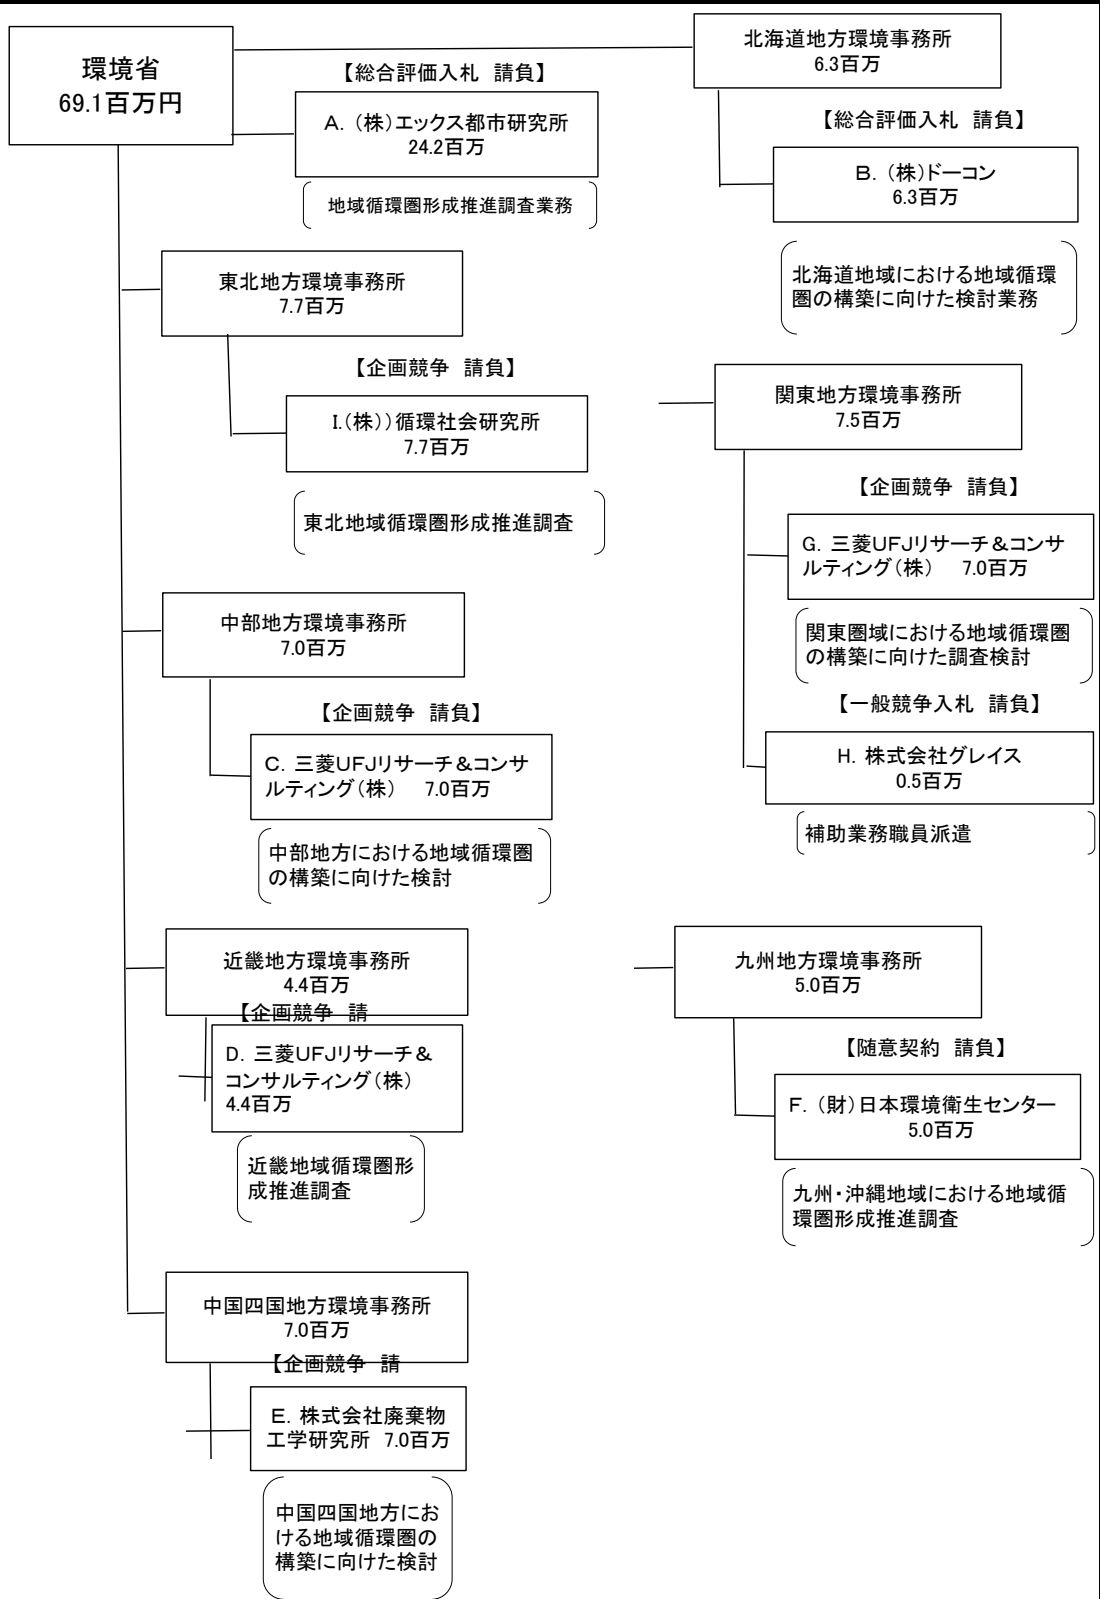 環境省
69.1百万円
北海道地方環境事務所
6.3百万
【総合評価入札 請負】
A. (株)エックス都市研究所
24.2百万
地域循環圏形成推進調査業務
【総合評価入札 請負】
B. (株)ドーコン
6.3百万
北海道地域における地域循環
圏の構築に向けた検討業務
東北地方環境事務所
7.7百万
【企画競争 請負】
I.(株))循環社会研究所
7.7百万
東北地域循環圏形成推進調査
関東地方環境事務所
7.5百万
【企画競争 請負】
G. 三菱UFJリサーチ&コンサ
ルティング(株) 7.0百万
関東圏域における地域循環圏
の構築に向けた調査検討
【一般競争入札 請負】
H. 株式会社グレイス
0.5百万
補助業務職員派遣
中部地方環境事務所
7.0百万
【企画競争 請負】
C. 三菱UFJリサーチ&コンサ
ルティング(株) 7.0百万
中部地方における地域循環圏
の構築に向けた検討
近畿地方環境事務所
4.4百万
【企画競争 請
D. 三菱UFJリサーチ&
コンサルティング(株)
4.4百万
近畿地域循環圏形
成推進調査
九州地方環境事務所
5.0百万
【随意契約 請負】
F. (財)日本環境衛生センター
5.0百万
九州・沖縄地域における地域循
環圏形成推進調査
中国四国地方環境事務所
7.0百万
【企画競争 請
E. 株式会社廃棄物
工学研究所 7.0百万
中国四国地方にお
ける地域循環圏の
構築に向けた検討